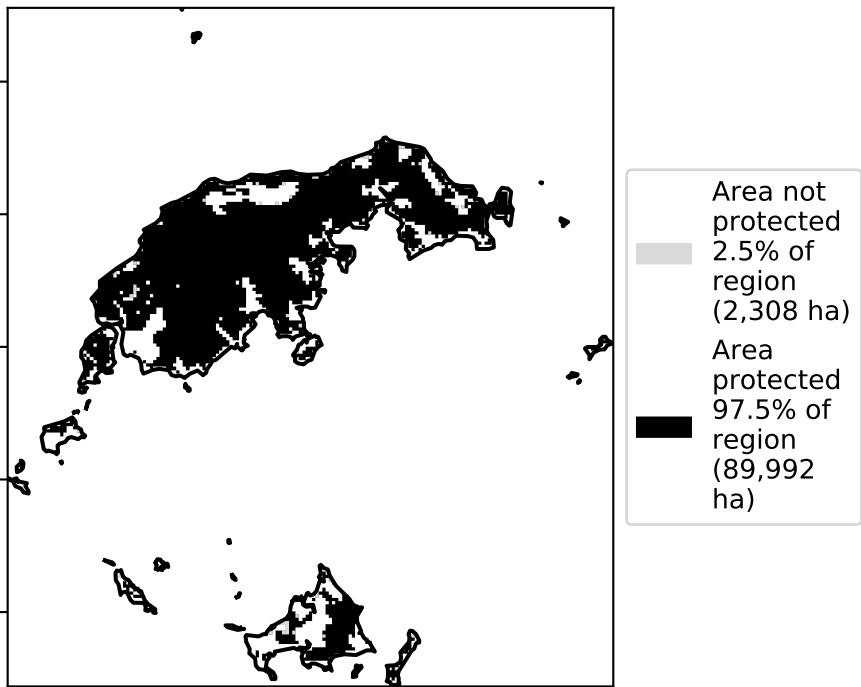 Area not
protected
2.5% of
region
(2,308 ha)
Area
protected
97.5% of
region
(89,992
ha)